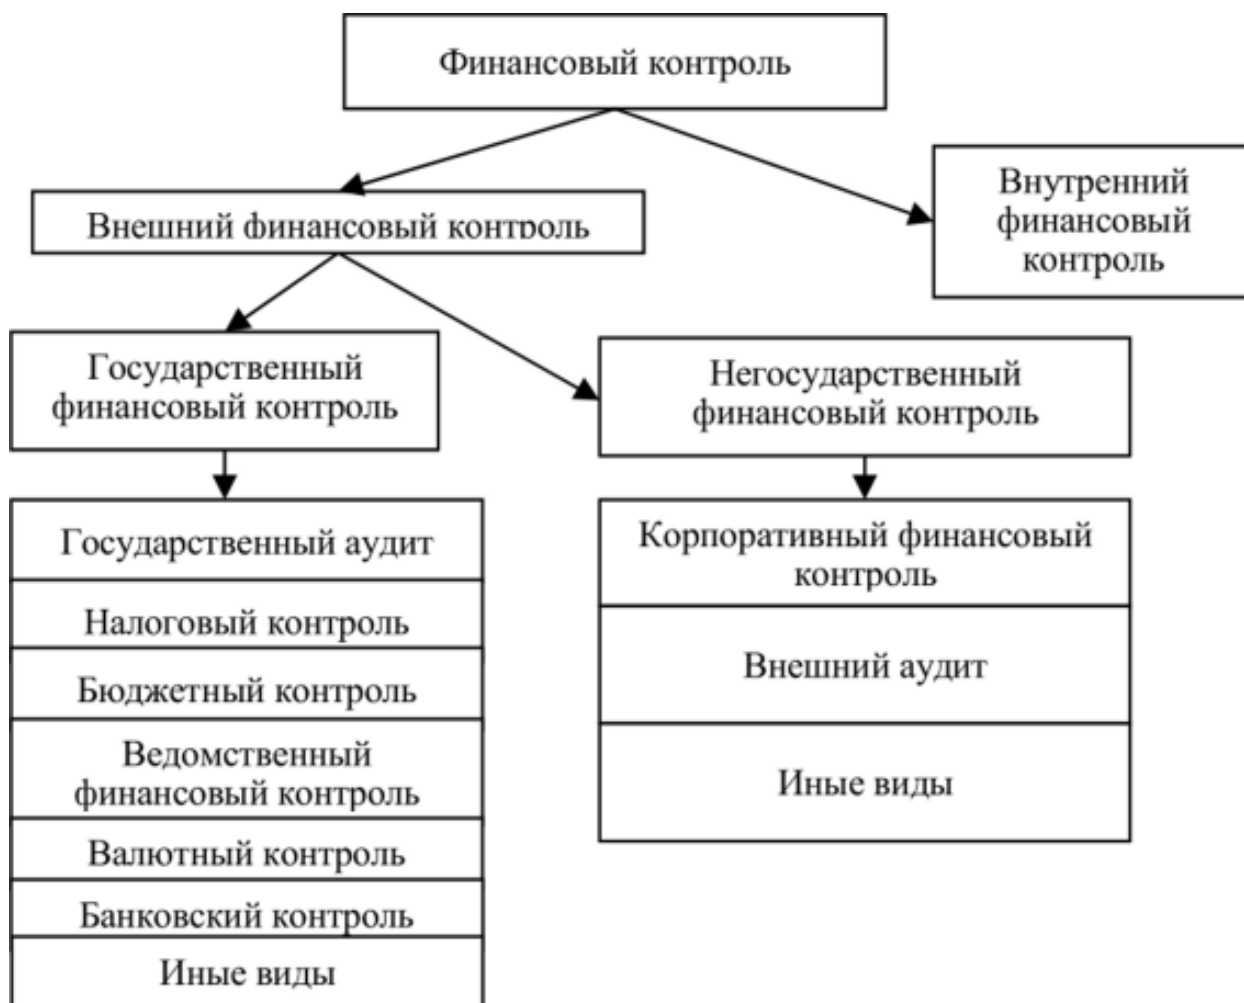 Финансовый контроль
Внутренний
финансовый
контроль
Внешний финансовый контроль
Государственный
финансовый контроль
Негосударственный
финансовый контроль
Государственный аудит
Налоговый контроль
Бюджетный контроль
Ведомственный
финансовый контроль
Валютный контроль
Банковский контроль
Иные виды
Корпоративный финансовый
контроль
Внешний аудит
Иные виды